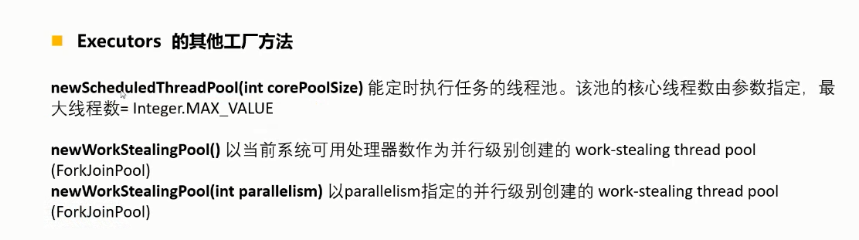 Executors 的其他工厂方法
newScheduledThreadPool(int corePoolSize) 能定时执行任务的线程池。该池的核心线程数由参数指定，最
大线程数= Integer.MAX_VALUE
newWorkStealingPool() 以当前系统可用处理器数作为并行级别创建的 work-stealing thread pool
(ForkJoinPool)
newWorkStealingPool(int parallelism) 以parallelism指定的并行级别创建的 work-stealing thread pool
(ForkJoinPool)